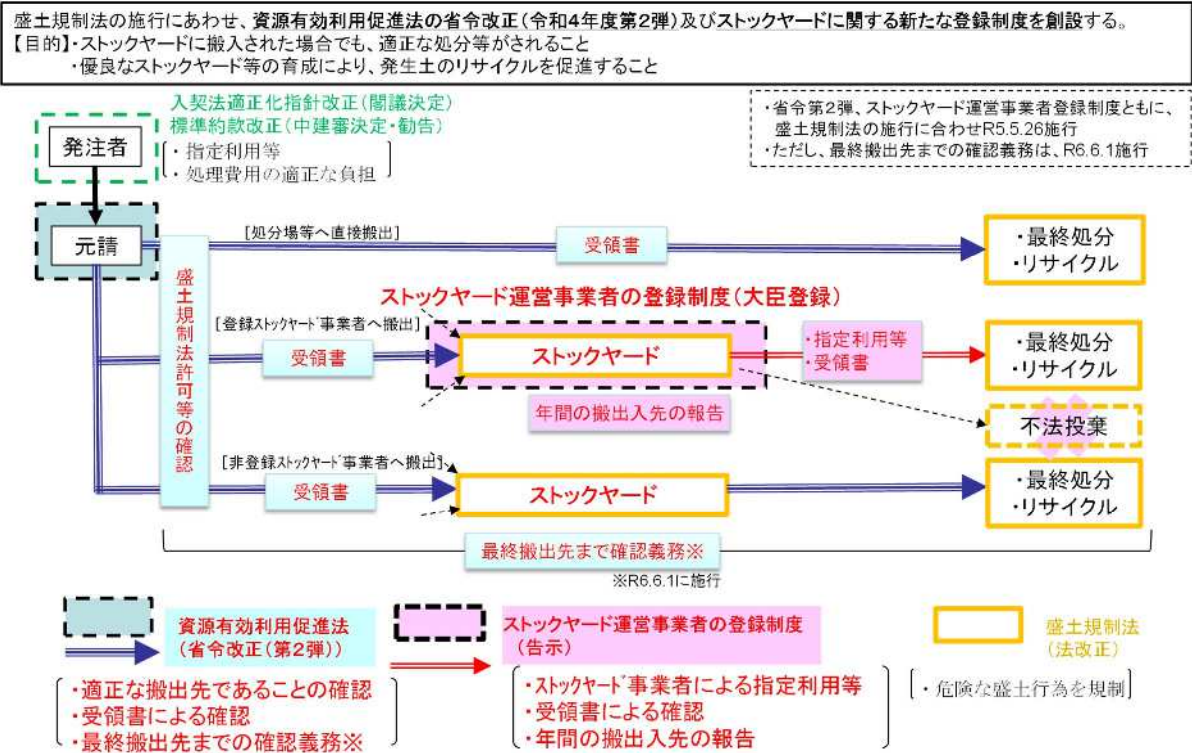 盛土規制法の施行にあわせ、資源有効利用促進法の省令改正(令和4年度第2弾)及びストックヤードに関する新たな登録制度を創設する。
【目的】・ストックヤードに搬入された場合でも、適正な処分等がされること
・優良なストックヤード等の育成により、発生土のリサイクルを促進すること
入契法適正化指針改正(閣議決定)
標準約款改正(中建審決定・勧告)
・指定利用等
・処理費用の適正な負担
発注者
・省令第2弾、ストックヤード運営事業者登録制度ともに、
盛土規制法の施行に合わせR5.5.26施行
・ただし、最終搬出先までの確認義務は、R6.6.1施行
元請
盛土規制法許可等の確認
[処分場等へ直接搬出]
受領書
・最終処分
・リサイクル
ストックヤード運営事業者の登録制度(大臣登録)
[登録ストックヤード事業者へ搬出]
受領書
ストックヤード
・指定利用等
・受領書
・最終処分
・リサイクル
年間の搬出入先の報告
不法投棄
[非登録ストックヤード事業者へ搬出]
受領書
ストックヤード
・最終処分
・リサイクル
最終搬出先まで確認義務※
※R6.6.1に施行
資源有効利用促進法
(省令改正(第2弾))
・適正な搬出先であることの確認
・受領書による確認
・最終搬出先までの確認義務※
ストックヤード運営事業者の登録制度
(告示)
・ストックヤード事業者による指定利用等
・受領書による確認
・年間の搬出入先の報告
盛土規制法
(法改正)
・危険な盛土行為を規制